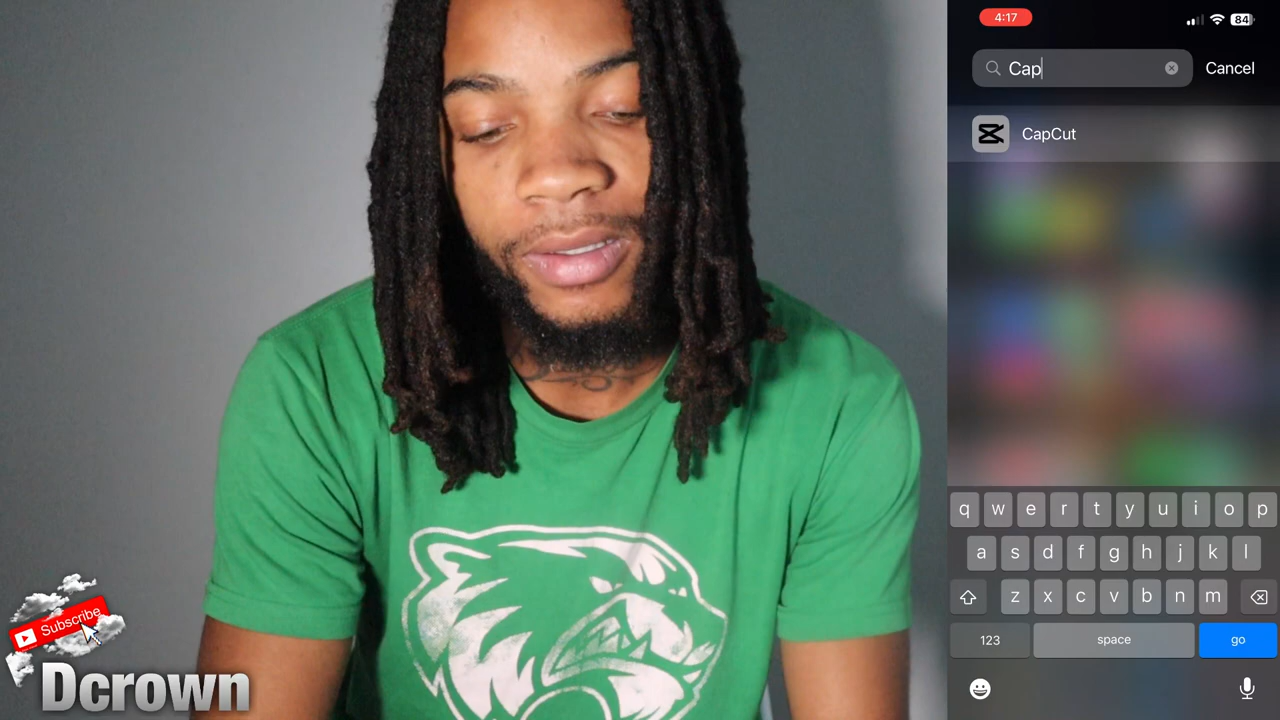 4:17
84
Cap
Cancel
CapCut
q w e r t y u i o p
a s d f g h j k l
z x c v b n m
123
space
go
Subscribe
Dcrown